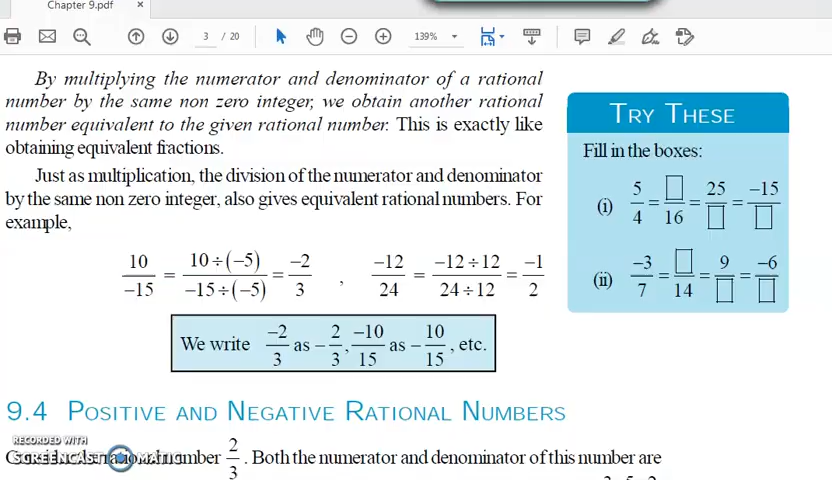 Chapter 9.pdf
×
3 / 20
139%
By multiplying the numerator and denominator of a rational
number by the same non zero integer, we obtain another rational
number equivalent to the given rational number. This is exactly like
obtaining equivalent fractions.
Just as multiplication, the division of the numerator and denominator
by the same non zero integer, also gives equivalent rational numbers. For
example,
10/−15 = 10÷(−5)/−15÷(−5) = −2/3 , −12/24 = −12÷12/24÷12 = −1/2
We write −2/3 as −2/3, −10/15 as −10/15, etc.
TRY THESE
Fill in the boxes:
(i) 5/4 = □/16 = 25/□ = −15/□
(ii) −3/7 = □/14 = 9/□ = −6/□
9.4 POSITIVE AND NEGATIVE RATIONAL NUMBERS
RECORDED WITH
SCREENCAST MATIC
number 2/3. Both the numerator and denominator of this number are
3 5 2